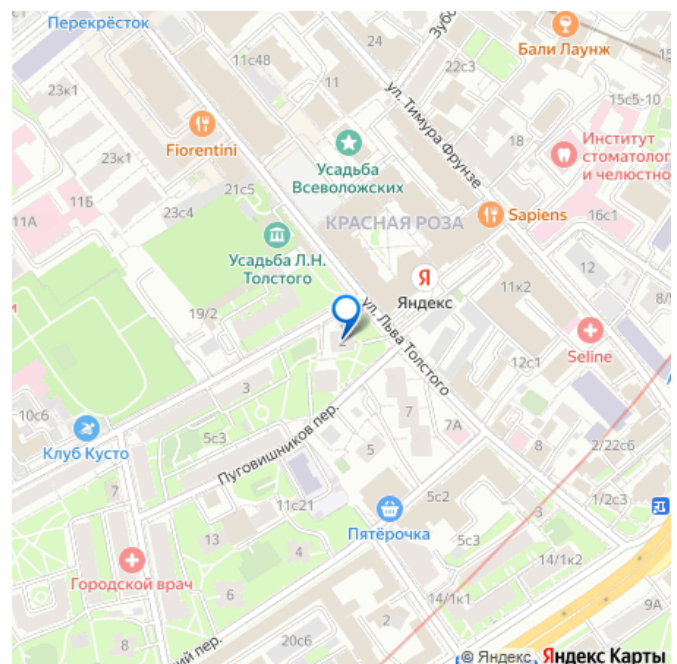 Перекрёсток
24
Бали Лаунж
11с48
22с3
23к1
11
ул. Тимура Фрунзе
15с5-10
Fiorentini
18
Институт
стоматолог
и челюстно
23к1
Усадьба
Всеволожских
21с5
11Б
23с4
КРАСНАЯ РОЗА
Sapiens
16с1
11А
Усадьба Л.Н.
Толстого
12
Яндекс
11к2
19/2
ул. Льва Толстого
2
Seline
12с1
3
10с6
5с3
Пуговишников пер.
7
7А
Клуб Кусто
5
8
2/22с6
7
11с21
5с2
1/2с3
Пятёрочка
3
13
5с3
4
14/1к2
Городской врач
6
14/1к1
9А
8
ий пер.
20с6
© Яндекс Яндекс Карты